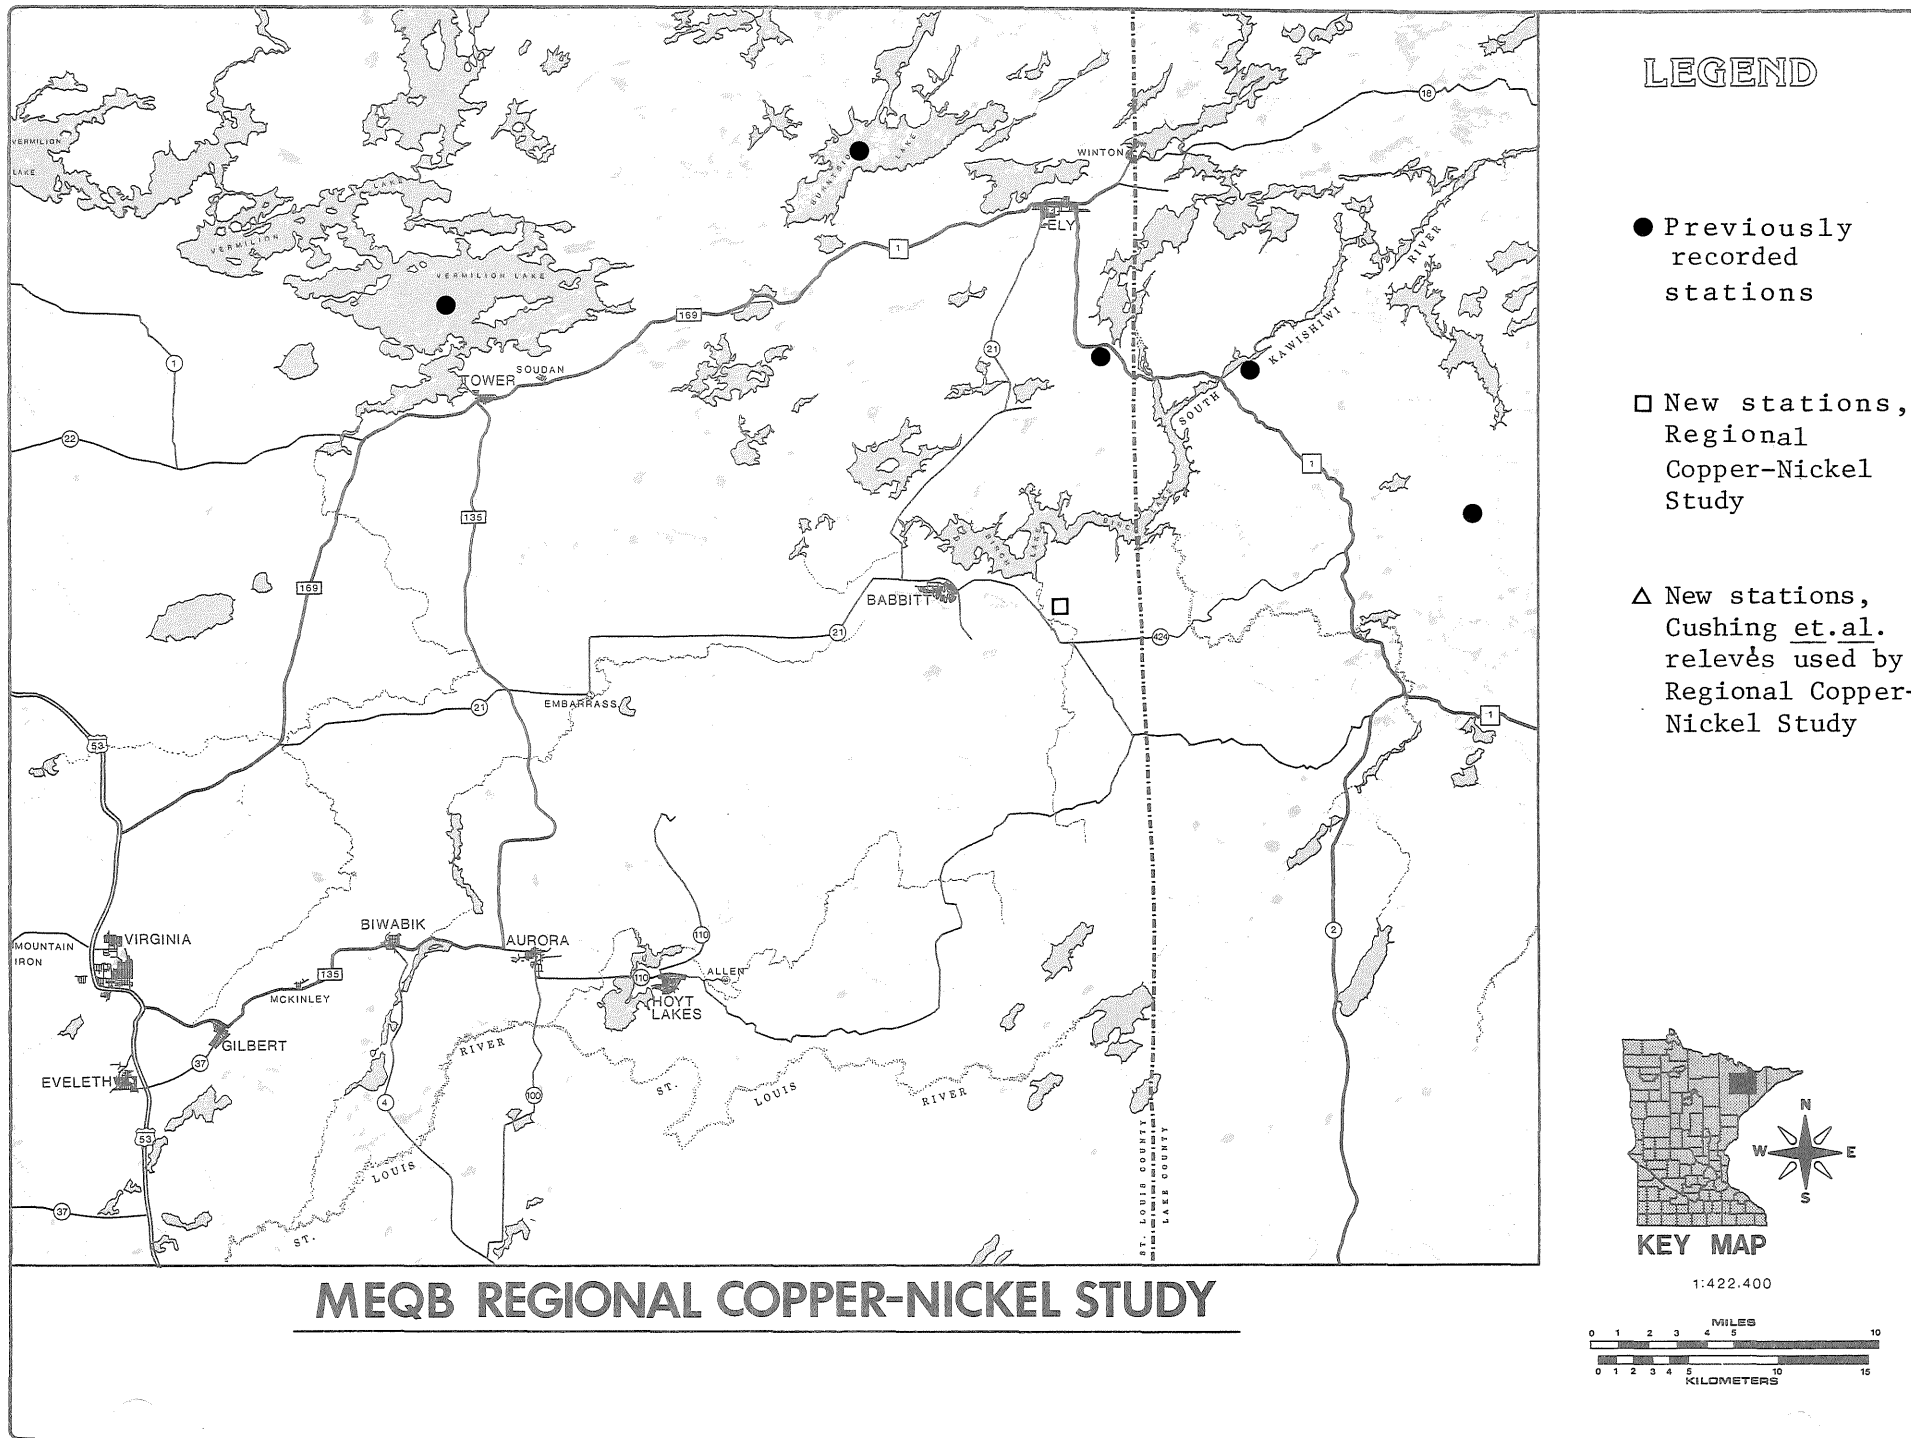 LEGEND
Previously
recorded
stations
New stations,
Regional
Copper-Nickel
Study
New stations,
Cushing et.al.
relevés used by
Regional Copper-
Nickel Study
VERMILION
LAKE
LAKE
VERMILION
VERMILION LAKE
LAKE
WINTON
18
ELY
1
169
1
21
TOWER
SOUDAN
22
135
169
RIVER
KAWISHIWI
SOUTH
1
BIRCH
LAKE
BABBITT
21
424
EMBARRASS
21
53
1
2
VIRGINIA
MOUNTAIN
IRON
BIWABIK
AURORA
135
MCKINLEY
110
110
ALLEN
HOYT
LAKES
GILBERT
37
EVELETH
RIVER
ST.
LOUIS
RIVER
4
100
53
LOUIS
ST.
37
ST. LOUIS COUNTY
LAKE COUNTY
N
W E
S
KEY MAP
1:422,400
MILES
0 1 2 3 4 5 10
0 1 2 3 4 5 10 15
KILOMETERS
MEQB REGIONAL COPPER-NICKEL STUDY